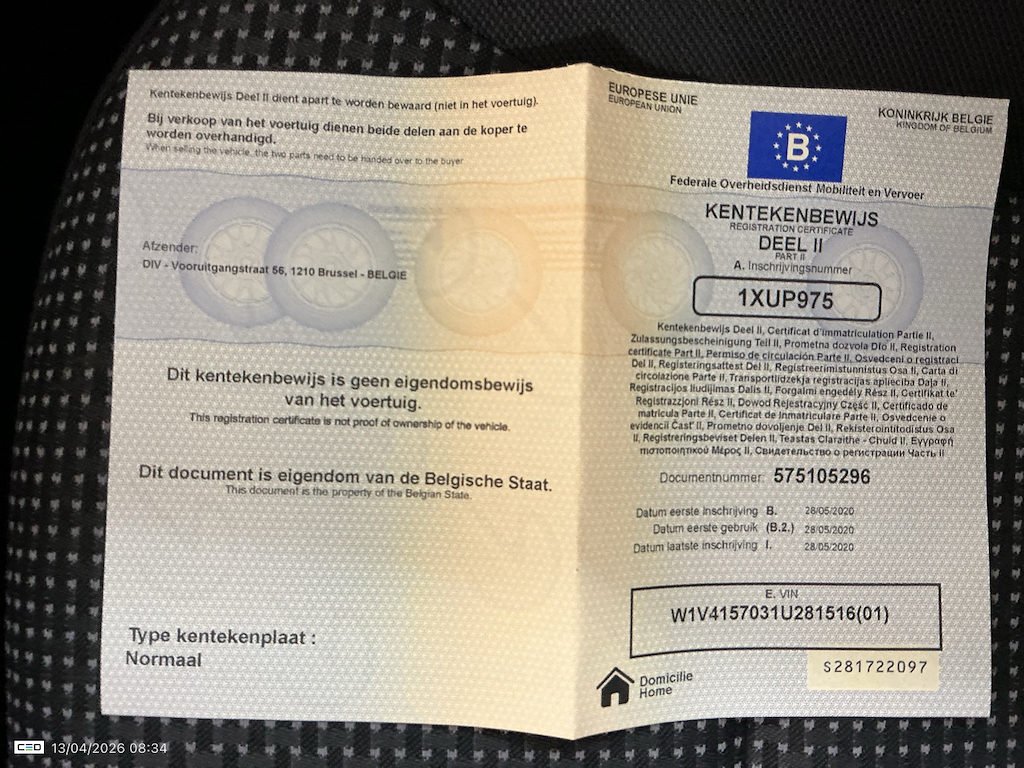 Kentekenbewijs Deel II dient apart te worden bewaard (niet in het voertuig).
Bij verkoop van het voertuig dienen beide delen aan de koper te
worden overhandigd.
When selling the vehicle, the two parts need to be handed over to the buyer
Afzender:
DIV - Vooruitgangstraat 56, 1210 Brussel - BELGIE
Dit kentekenbewijs is geen eigendomsbewijs
van het voertuig.
This registration certificate is not proof of ownership of the vehicle.
Dit document is eigendom van de Belgische Staat.
This document is the property of the Belgian State.
Type kentekenplaat :
Normaal
EUROPESE UNIE
EUROPEAN UNION
KONINKRIJK BELGIE
KINGDOM OF BELGIUM
B
Federale Overheidsdienst Mobiliteit en Vervoer
KENTEKENBEWIJS
REGISTRATION CERTIFICATE
DEEL II
PART II
A. Inschrijvingsnummer
1XUP975
Kentekenbewijs Deel II, Certificat d'immatriculation Partie II,
Zulassungsbescheinigung Teil II, Prometna dozvola Dio II, Registration
certificate Part II, Permiso de circulación Parte II, Osvedceni o registraci
Del II, Registeringsattest Del II, Registreerimistunnistus Osa II, Carta di
circolazione Parte II, Transportlidzekja registracijas aplieciba Daja II,
Registracijos liudijimas Dalis II, Forgalmi engedély Rész II, Certifikat ta'
Registrazzjoni Rész II, Dowod Rejestracyjny Część II, Certificado de
matrícula Parte II, Certificat de Inmatriculare Parte II, Osvedcenie o
evidencii Časť II, Prometno dovoljenje Del II, Rekisteröintitodistus Osa
II, Registreringsbeviset Delen II, Teastas Claraithe - Chuid II, Εγγραφή
πιστοποιητικού Μέρος II, Свидетельство о регистрации Часть II
Documentnummer: 575105296
Datum eerste inschrijving B. 28/05/2020
Datum eerste gebruik (B.2.) 28/05/2020
Datum laatste inschrijving I. 28/05/2020
E. VIN
W1V4157031U281516(01)
S281722097
Domicilie
Home
CEO 13/04/2026 08:34